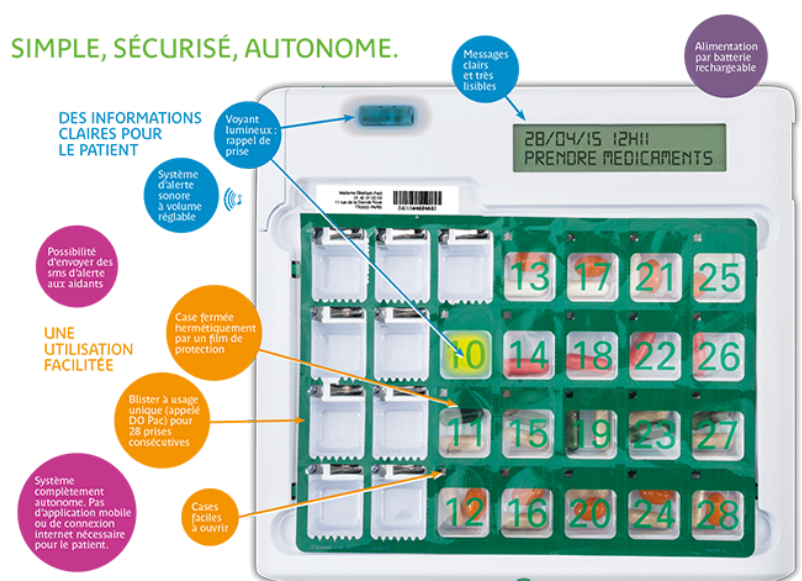 SIMPLE, SÉCURISÉ, AUTONOME.
Messages
clairs
et très
lisibles
Alimentation
par batterie
rechargeable
DES INFORMATIONS
CLAIRES POUR
LE PATIENT
Voyant
lumineux :
rappel de
prise
28/04/15 12H11
PRENDRE MEDICAMENTS
Système
d'alerte
sonore
à volume
réglable
Possibilité
d'envoyer des
sms d'alerte
aux aidants
13 17 21 25
UNE
UTILISATION
FACILITÉE
Case fermée
hermétiquement
par un film de
protection
10 14 18 22 26
Blister à usage
unique (appelé
DO Pac) pour
28 prises
consécutives
11 15 19 23 27
Système
complètement
autonome. Pas
d'application mobile
ou de connexion
internet nécessaire
pour le patient.
Cases
faciles
à ouvrir
12 16 20 24 28